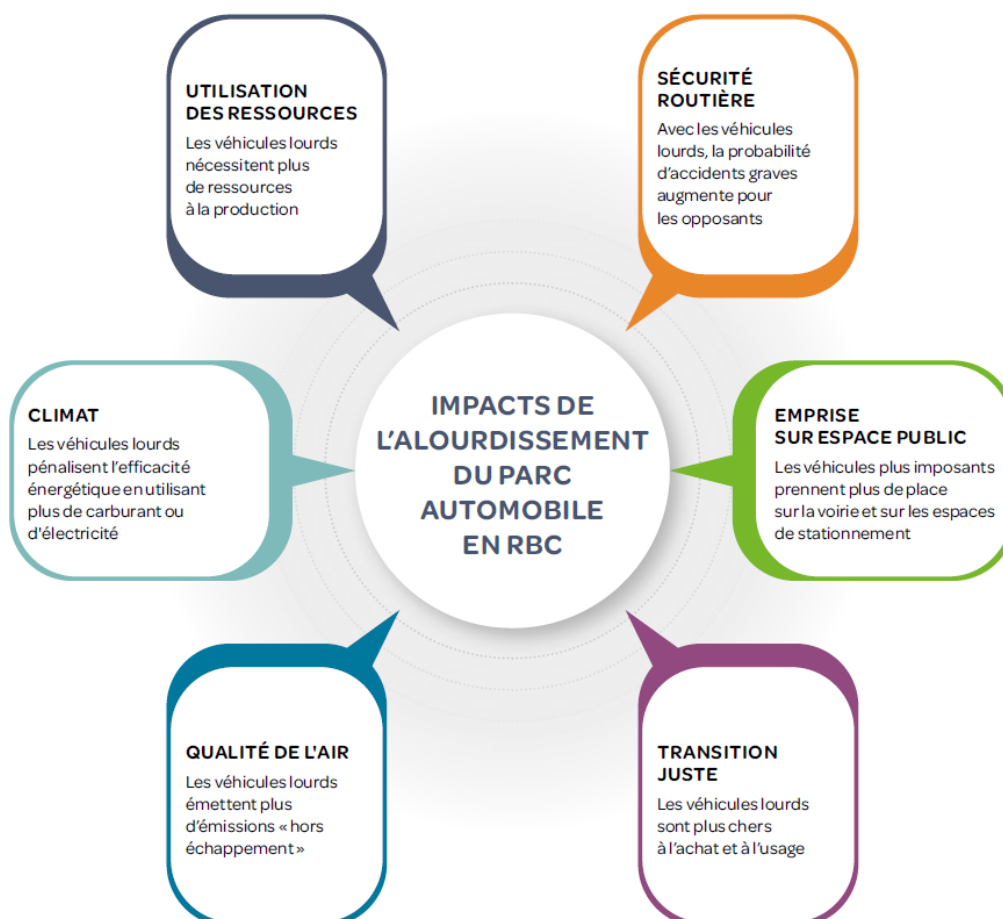 UTILISATION
DES RESSOURCES
Les véhicules lourds
nécessitent plus
de ressources
à la production
SÉCURITÉ
ROUTIÈRE
Avec les véhicules
lourds, la probabilité
d'accidents graves
augmente pour
les opposants
CLIMAT
Les véhicules lourds
pénalisent l'efficacité
énergétique en utilisant
plus de carburant ou
d'électricité
IMPACTS DE
L'ALOURDISSEMENT
DU PARC
AUTOMOBILE
EN RBC
EMPRISE
SUR ESPACE PUBLIC
Les véhicules plus imposants
prennent plus de place
sur la voirie et sur les espaces
de stationnement
QUALITÉ DE L'AIR
Les véhicules lourds
émettent plus
d'émissions « hors
échappement »
TRANSITION
JUSTE
Les véhicules lourds
sont plus chers
à l'achat et à l'usage